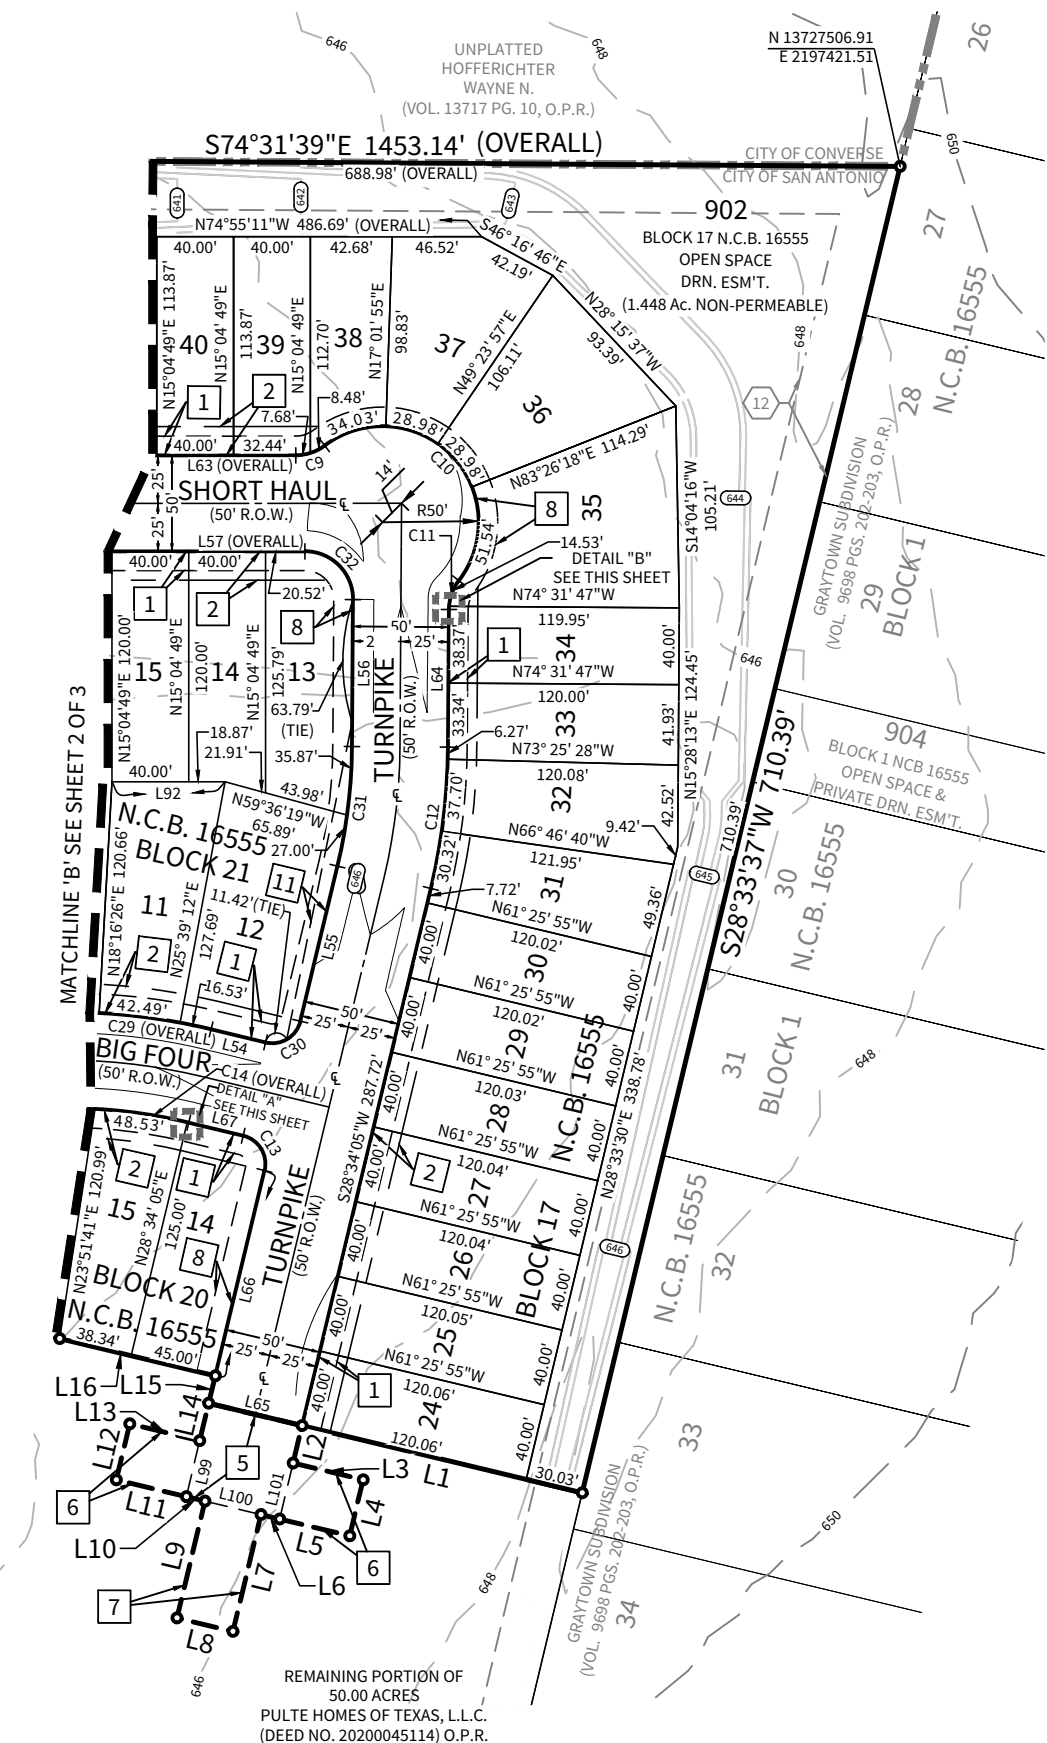 646
UNPLATTED
HOFFERICHTER
WAYNE N.
(VOL. 13717 PG. 10, O.P.R.)
648
N 13727506.91
E 2197421.51
26
650
S74°31'39"E 1453.14' (OVERALL)
688.98' (OVERALL)
CITY OF CONVERSE
CITY OF SAN ANTONIO
641
642
643
N74°55'11"W 486.69' (OVERALL)
S46° 16' 46"E
902
BLOCK 17 N.C.B. 16555
OPEN SPACE
DRN. ESM'T.
(1.448 Ac. NON-PERMEABLE)
27
40.00'
40.00'
42.68'
46.52'
42.19'
N15°04'49"E 113.87'
40
N15° 04' 49"E
113.87'
39
N15° 04' 49"E
112.70'
38
N17° 01' 55"E
98.83'
37
N49° 23' 57"E
106.11'
36
N28° 15' 37"W
93.39'
648
N.C.B. 16555
28
1
2
7.68'
8.48'
34.03'
28.98'
28.98'
12
40.00'
32.44'
L63 (OVERALL)
C9
C10
N83°26'18"E 114.29'
25'
50'
25'
SHORT HAUL
(50' R.O.W.)
℄
14'
R50'
8
35
644
S14°04'16"W
105.21'
GRAYTOWN SUBDIVISION
(VOL. 9698 PGS. 202-203, O.P.R.)
29
BLOCK 1
L57 (OVERALL)
C32
C11
51.54'
14.53'
DETAIL "B"
SEE THIS SHEET
40.00'
40.00'
20.52'
N74° 31' 47"W
119.95'
1
2
8
50'
2
25'
1
38.37
34
40.00'
646
N15°04'49"E 120.00'
15
N15° 04' 49"E
120.00'
14
N15° 04' 49"E
125.79'
13
L56
TURNPIKE
(50' R.O.W.)
L64
N74° 31' 47"W
120.00'
33.34'
33
41.93'
N15°28'13"E 124.45'
63.79'
(TIE)
6.27'
N73° 25' 28"W
120.08'
904
BLOCK 1 NCB 16555
OPEN SPACE &
PRIVATE DRN. ESM'T.
MATCHLINE 'B' SEE SHEET 2 OF 3
18.87'
21.91'
35.87'
40.00'
L92
43.98'
C31
℄
C12
37.70'
32
42.52'
9.42'
N59°36'19"W
65.89'
27.00'
N66° 46' 40"W
121.95'
710.39'
S28°33'37"W 710.39'
N.C.B. 16555
BLOCK 21
30.32'
31
645
30
N.C.B. 16555
N18°16'26"E 120.66'
11
N25° 39' 12"E
127.69'
11.42'(TIE)
12
11
646
7.72'
N61° 25' 55"W
120.02'
49.36'
2
1
L55
40.00'
30
N61° 25' 55"W
120.02'
40.00'
42.49'
16.53'
C29 (OVERALL)
L54
C30
50'
25'
25'
40.00'
29
N.C.B. 16555
40.00'
31
BLOCK 1
648
BIG FOUR
(50' R.O.W.)
C14 (OVERALL)
℄
N61° 25' 55"W
120.03'
S28°34'05"W 287.72'
40.00'
28
40.00'
N28°33'30"E 338.78'
DETAIL "A"
SEE THIS SHEET
48.53'
L67
C13
N61° 25' 55"W
120.04'
2
40.00'
27
40.00'
N23°51'41"E 120.99'
2
15
N28° 34' 05"E
125.00'
1
14
8
TURNPIKE
(50' R.O.W.)
N61° 25' 55"W
120.04'
40.00'
26
BLOCK 17
40.00'
646
N.C.B. 16555
32
L66
N61° 25' 55"W
120.05'
BLOCK 20
N.C.B. 16555
40.00'
25
40.00'
38.34'
45.00'
50'
25'
25'
N61° 25' 55"W
120.06'
1
L16
L15
℄
L65
40.00'
24
40.00'
L13
L14
L2
120.06'
33
L12
5
L99
L3
L1
30.03'
6
L11
L100
L101
L4
L10
L9
L5
6
650
L7
L6
648
7
L8
GRAYTOWN SUBDIVISION
(VOL. 9698 PGS. 202-203, O.P.R.)
34
646
REMAINING PORTION OF
50.00 ACRES
PULTE HOMES OF TEXAS, L.L.C.
(DEED NO. 20200045114) O.P.R.